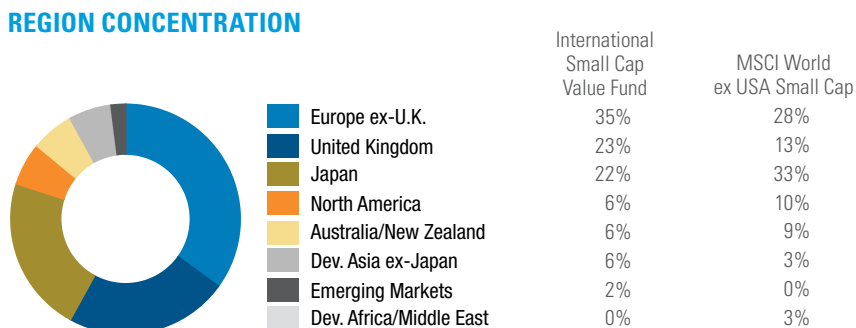 REGION CONCENTRATION
International
Small Cap
Value Fund
MSCI World
ex USA Small Cap
Europe ex-U.K. 35% 28%
United Kingdom 23% 13%
Japan 22% 33%
North America 6% 10%
Australia/New Zealand 6% 9%
Dev. Asia ex-Japan 6% 3%
Emerging Markets 2% 0%
Dev. Africa/Middle East 0% 3%